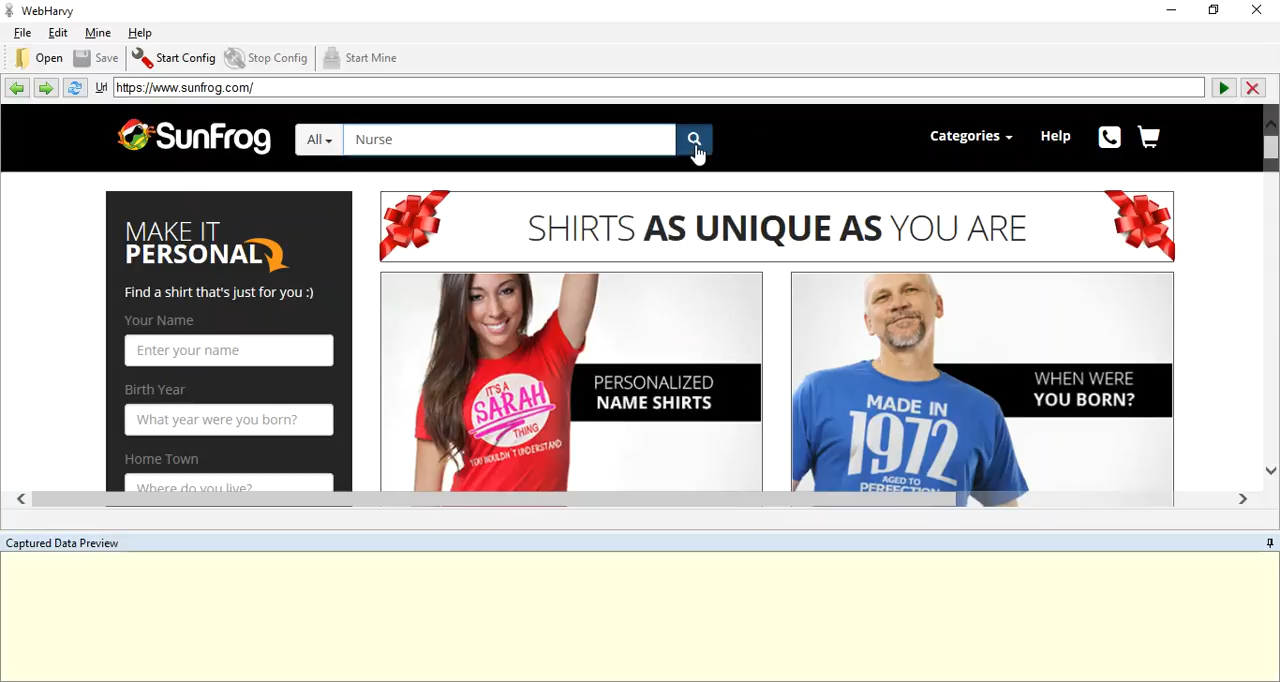 WebHarvy
File Edit Mine Help
Open Save Start Config Stop Config Start Mine
Url https://www.sunfrog.com/
SunFrog All Nurse Categories Help
MAKE IT
PERSONAL
Find a shirt that's just for you :)
Your Name
Enter your name
Birth Year
What year were you born?
Home Town
Where do you live?
SHIRTS AS UNIQUE AS YOU ARE
IT'S A
SARAH
THING
YOU WOULDN'T UNDERSTAND
PERSONALIZED
NAME SHIRTS
MADE IN
1972
AGED TO
PERFECTION
WHEN WERE
YOU BORN?
Captured Data Preview